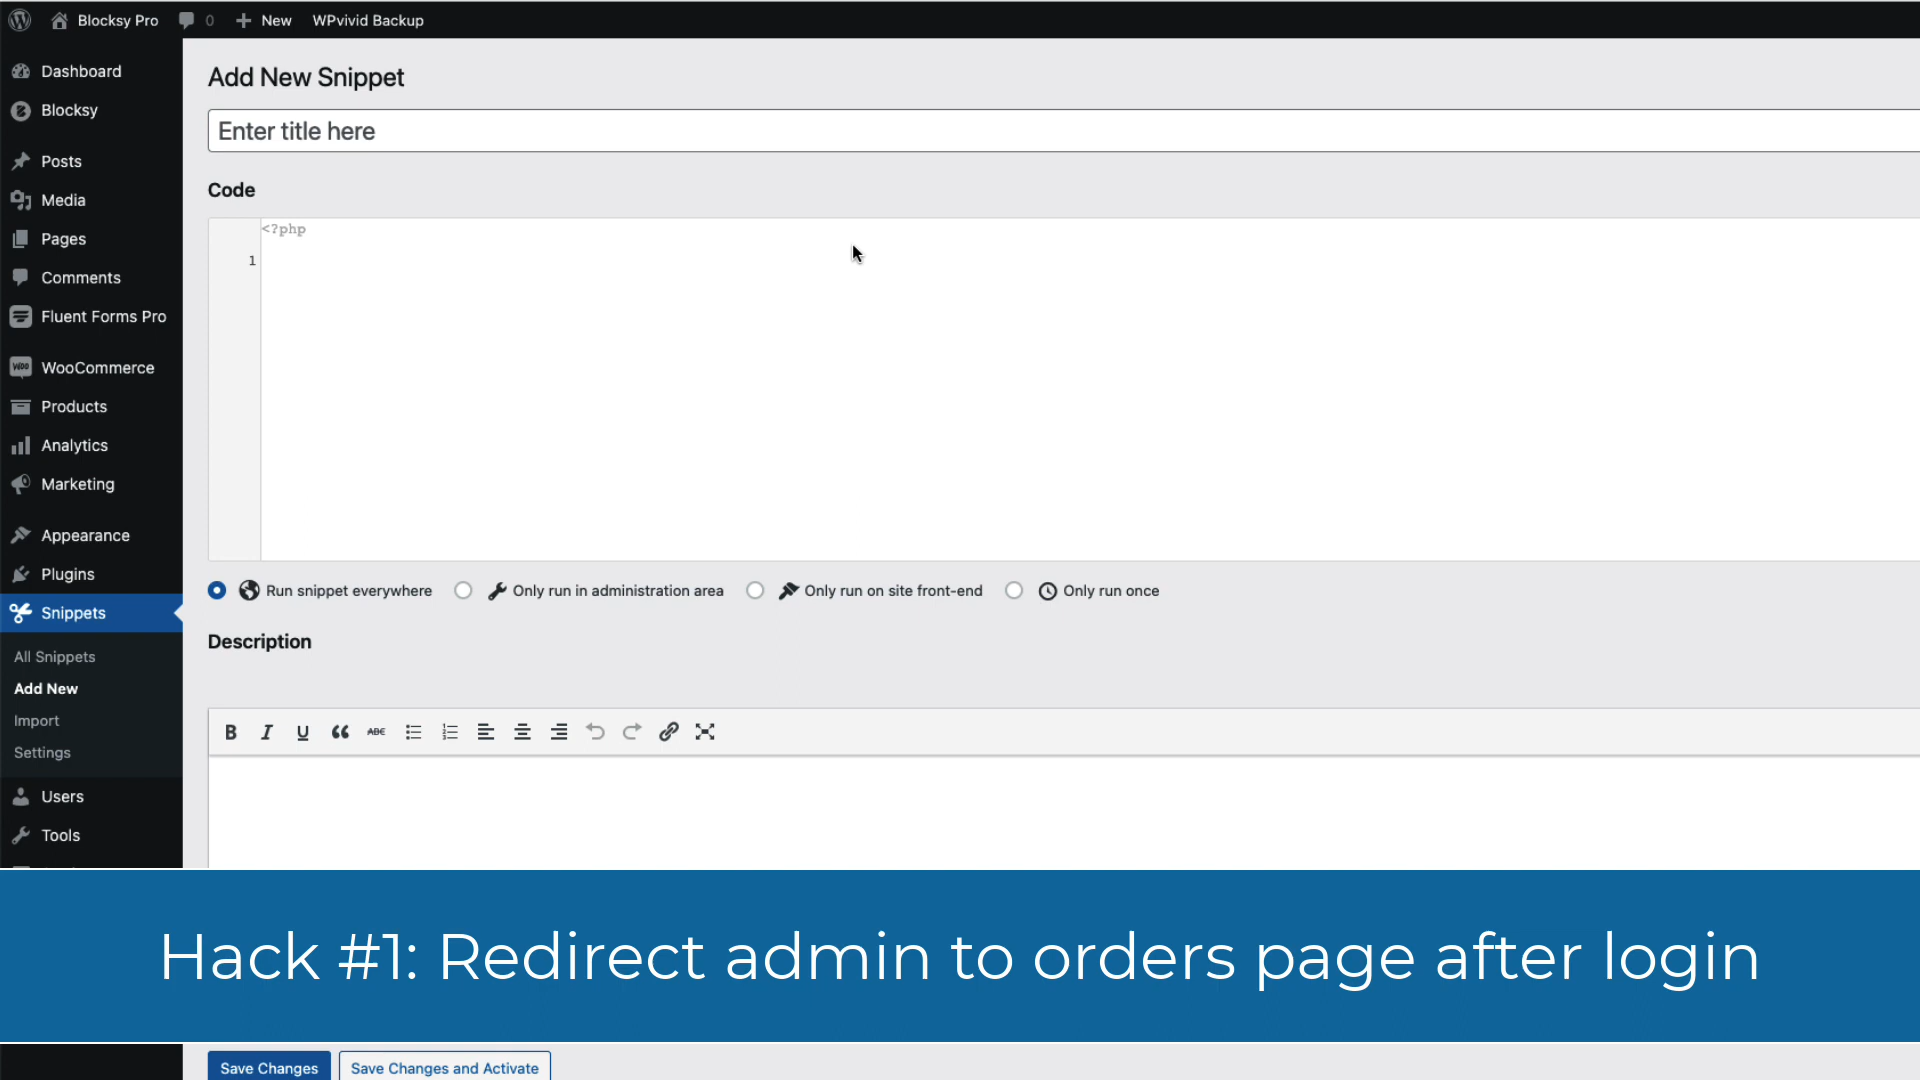 Blocksy Pro 0 New WPvivid Backup
Dashboard
Blocksy
Posts
Media
Pages
Comments
Fluent Forms Pro
WooCommerce
Products
Analytics
Marketing
Appearance
Plugins
Snippets
All Snippets
Add New
Import
Settings
Users
Tools
Add New Snippet
Enter title here
Code
<?php
1
Run snippet everywhere Only run in administration area Only run on site front-end Only run once
Description
B I U ABC
Hack #1: Redirect admin to orders page after login
Save Changes Save Changes and Activate